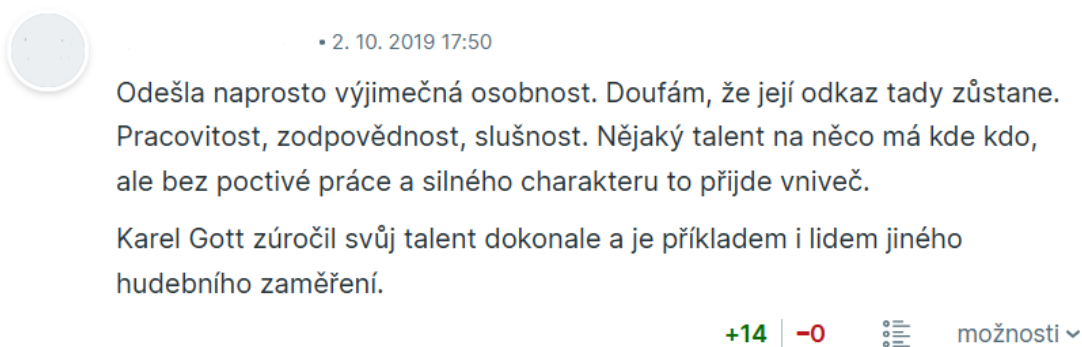 • 2. 10. 2019 17:50
Odešla naprosto výjimečná osobnost. Doufám, že její odkaz tady zůstane.
Pracovitost, zodpovědnost, slušnost. Nějaký talent na něco má kde kdo,
ale bez poctivé práce a silného charakteru to přijde vniveč.
Karel Gott zúročil svůj talent dokonale a je příkladem i lidem jiného
hudebního zaměření.
+14 −0 možnosti